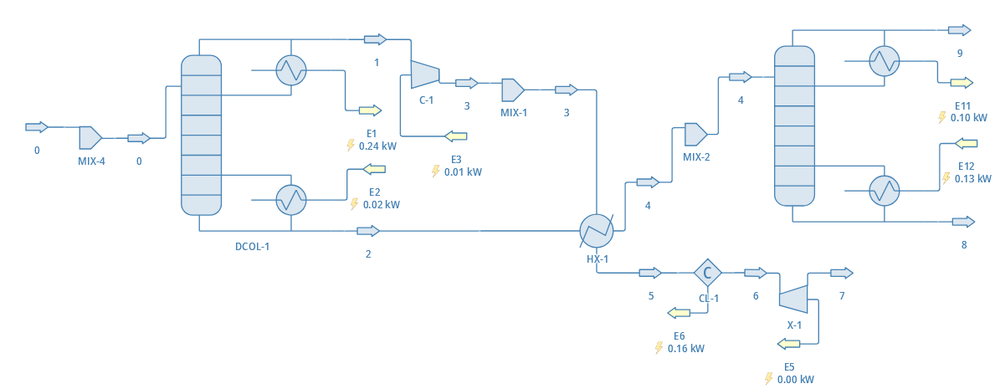 0
MIX-4
0
DCOL-1
1
E1
0.24 kW
E2
0.02 kW
2
C-1
3
E3
0.01 kW
MIX-1
3
HX-1
4
MIX-2
4
5
C
CL-1
E6
0.16 kW
6
X-1
7
E5
0.00 kW
9
E11
0.10 kW
E12
0.13 kW
8